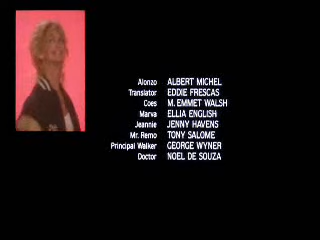 Alonzo ALBERT MICHEL
Translator EDDIE FRESCAS
Coes M. EMMET WALSH
Marva ELLIA ENGLISH
Jeannie JENNY HAVENS
Mr. Remo TONY SALOME
Principal Walker GEORGE WYNER
Doctor NOEL DE SOUZA